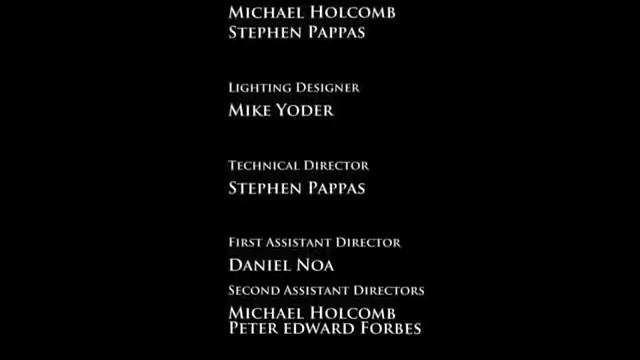 Michael Holcomb
Stephen Pappas
Lighting Designer
Mike Yoder
Technical Director
Stephen Pappas
First Assistant Director
Daniel Noa
Second Assistant Directors
Michael Holcomb
Peter edward Forbes